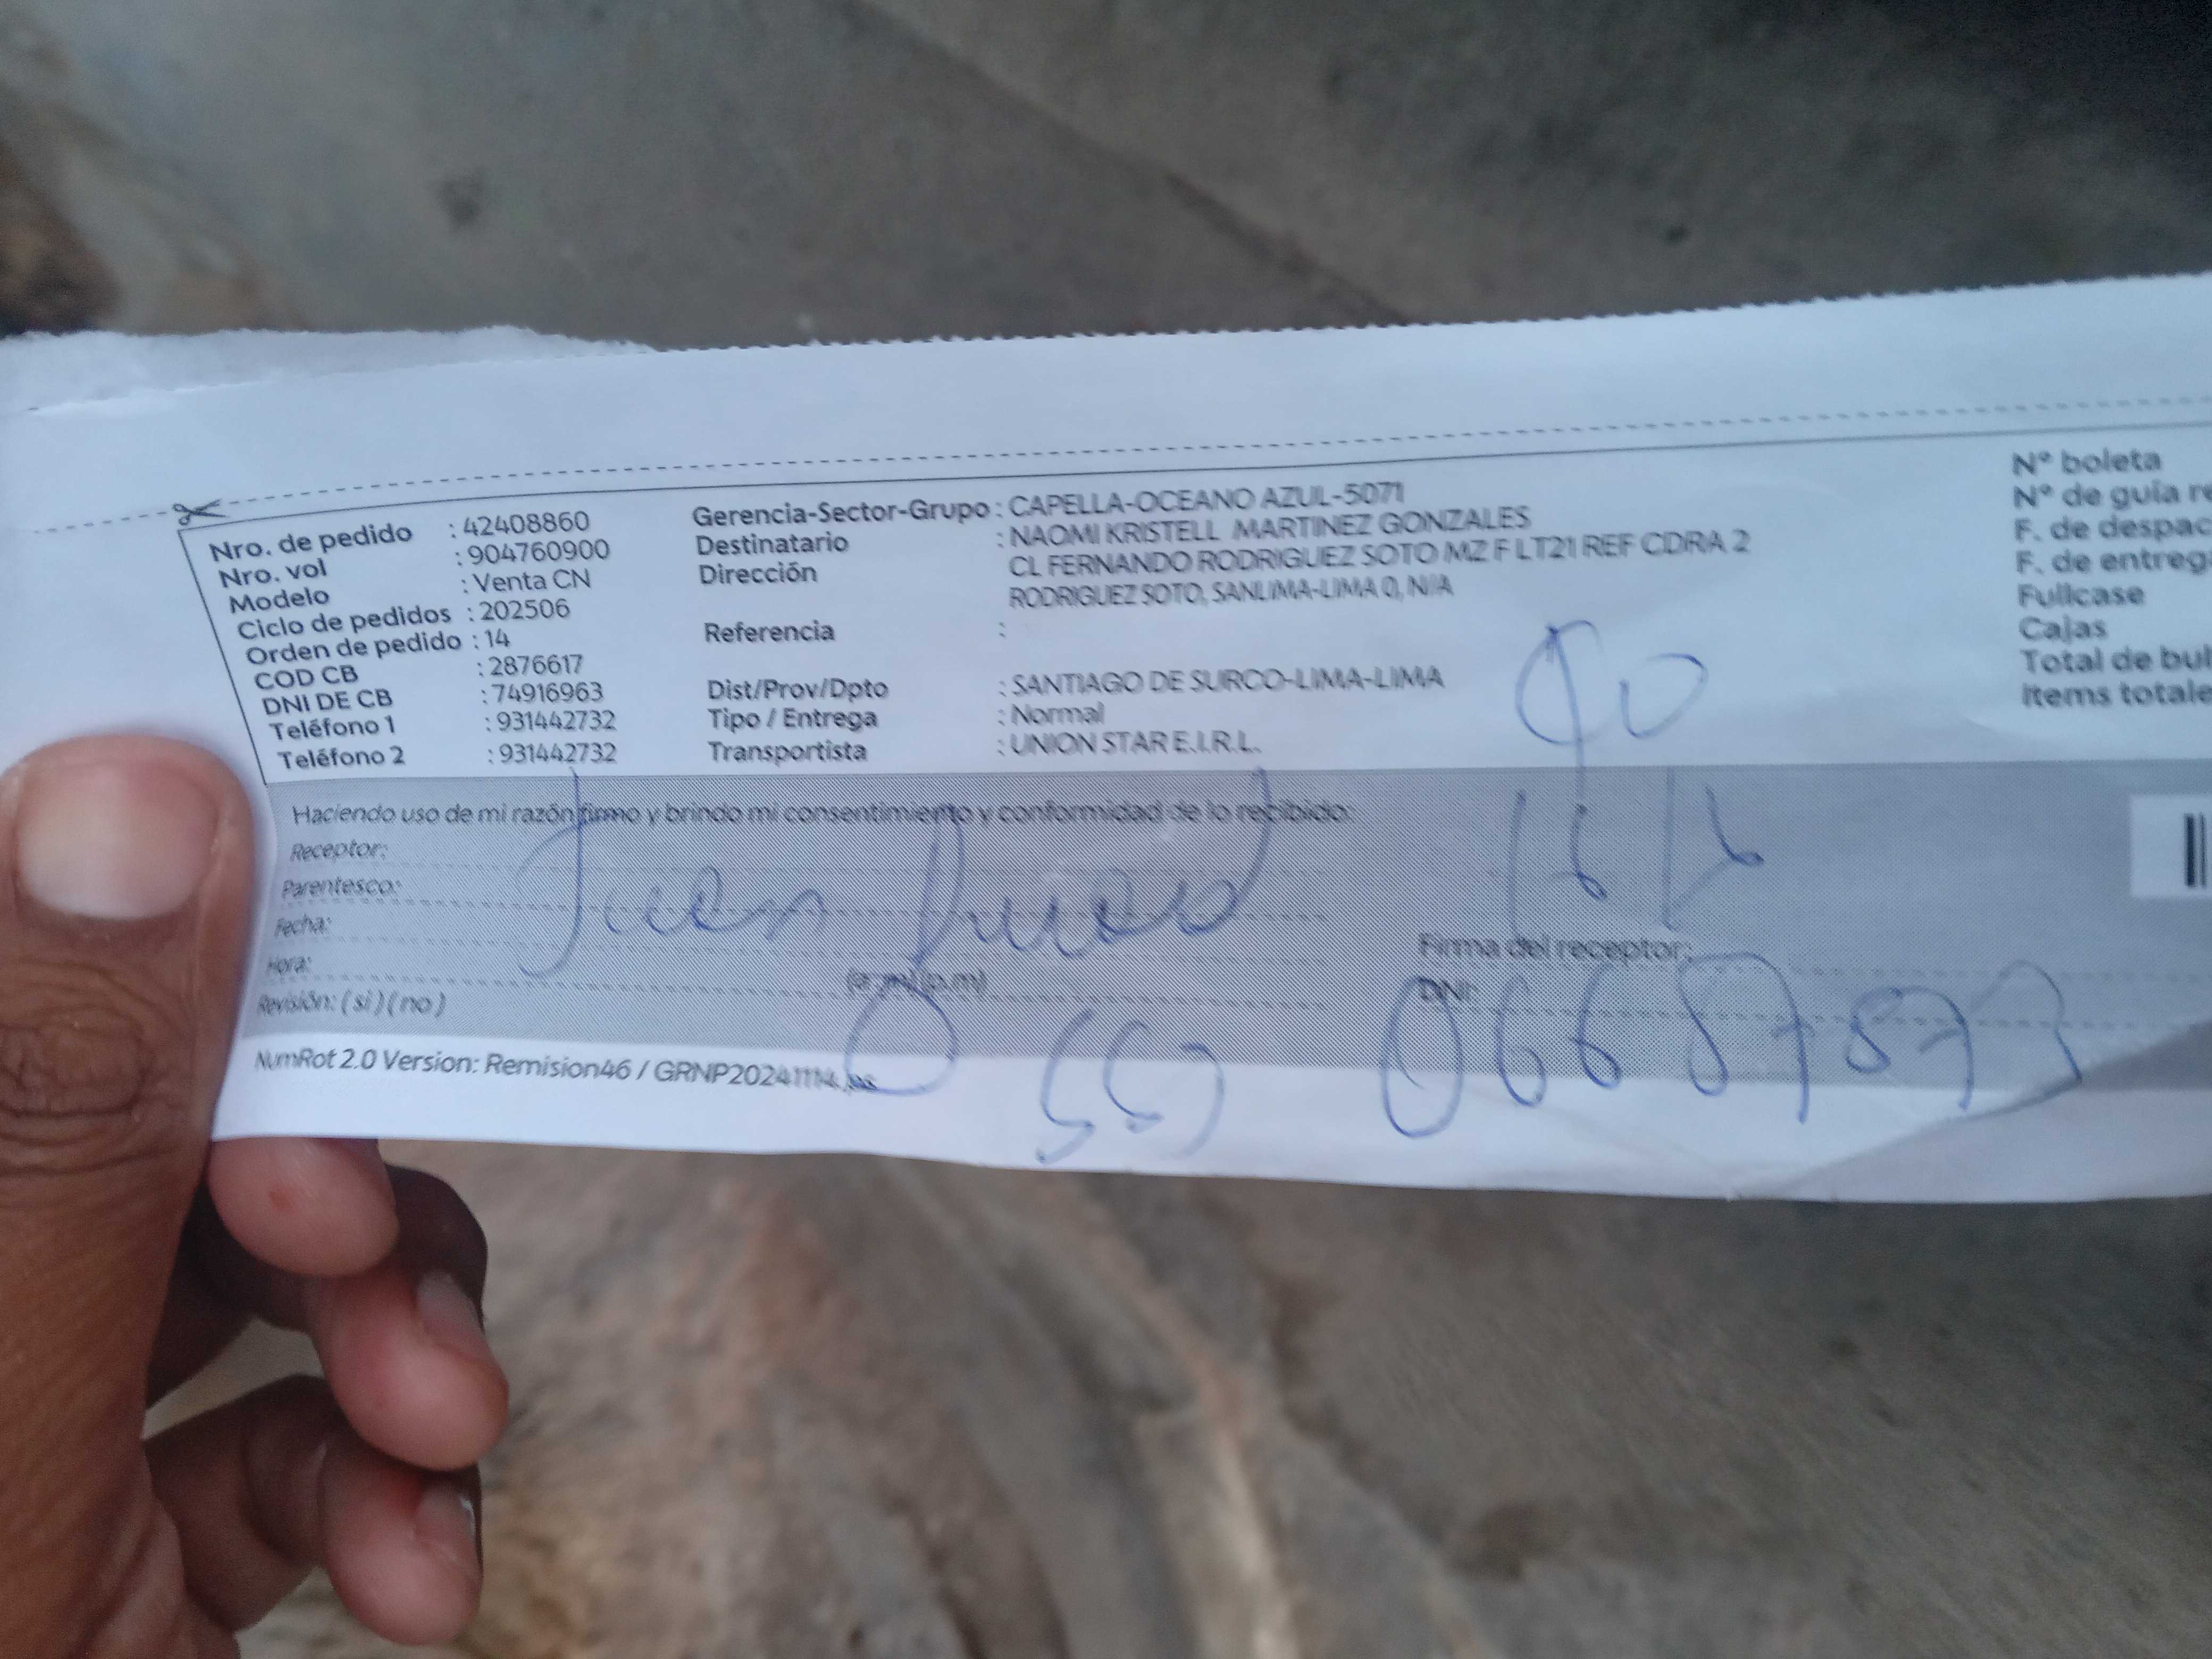 Nro. de pedido : 42408860
Nro. vol : 904760900
Modelo : Venta CN
Ciclo de pedidos : 202506
Orden de pedido : 14
COD CB : 2876617
DNI DE CB : 74916963
Teléfono 1 : 931442732
Teléfono 2 : 931442732
Gerencia-Sector-Grupo : CAPELLA-OCEANO AZUL-5071
Destinatario : NAOMI KRISTELL MARTINEZ GONZALES
Dirección CL FERNANDO RODRIGUEZ SOTO MZ F LT21 REF CDRA 2
RODRIGUEZ SOTO, SANLIMA-LIMA 0, N/A
Referencia :
Dist/Prov/Dpto : SANTIAGO DE SURCO-LIMA-LIMA
Tipo / Entrega : Normal
Transportista : UNION STAR E.I.R.L.
N° boleta
N° de guía re
F. de despac
F. de entrega
Fullcase
Cajas
Total de bul
Items totale
Haciendo uso de mi razón firmo y brindo mi consentimiento y conformidad de lo recibido:
Receptor:
Parentesco:
Fecha:
Hora: (a.m) (p.m)
Revisión: ( si ) ( no )
Juan
Firma del receptor:
DNI:
NumRot 2.0 Version: Remision46 / GRNP20241114